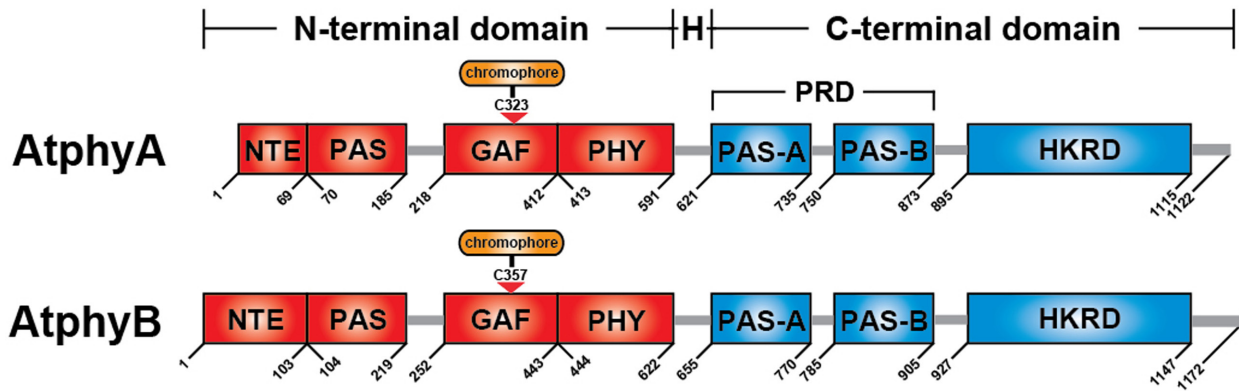 N-terminal domain H C-terminal domain
chromophore
C323
PRD
AtphyA NTE PAS GAF PHY PAS-A PAS-B HKRD
1 69 70 185 218 412 413 591 621 735 750 873 895 1115 1122
chromophore
C357
AtphyB NTE PAS GAF PHY PAS-A PAS-B HKRD
1 103 104 219 252 443 444 622 655 770 785 905 927 1147 1172